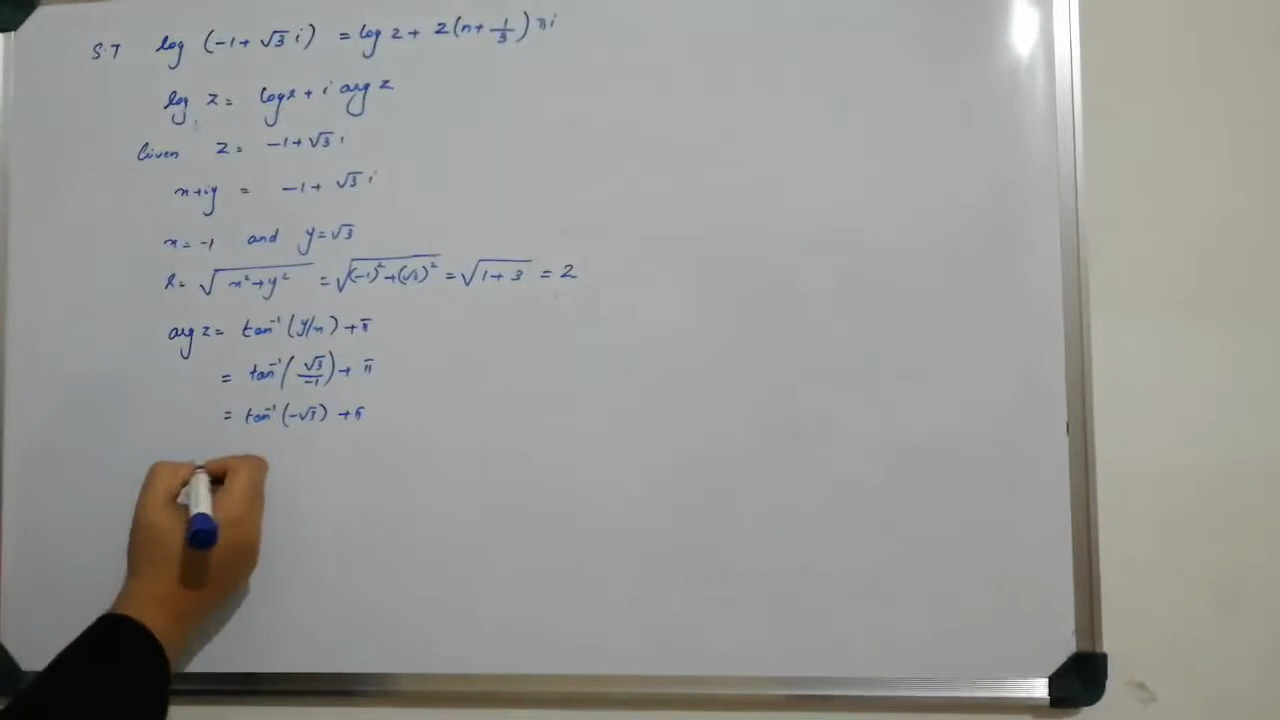 S.T log (-1+√3 i) = log 2 + 2(n+1/3) πi
log z = log r + i arg z
Given z = -1+√3 i
x+iy = -1 + √3 i
x = -1 and y = √3
r = √(x²+y²) = √((-1)²+(√3)²) = √(1+3) = 2
arg z = tan⁻¹(y/x) + π
= tan⁻¹(√3/-1) + π
= tan⁻¹(-√3) + π